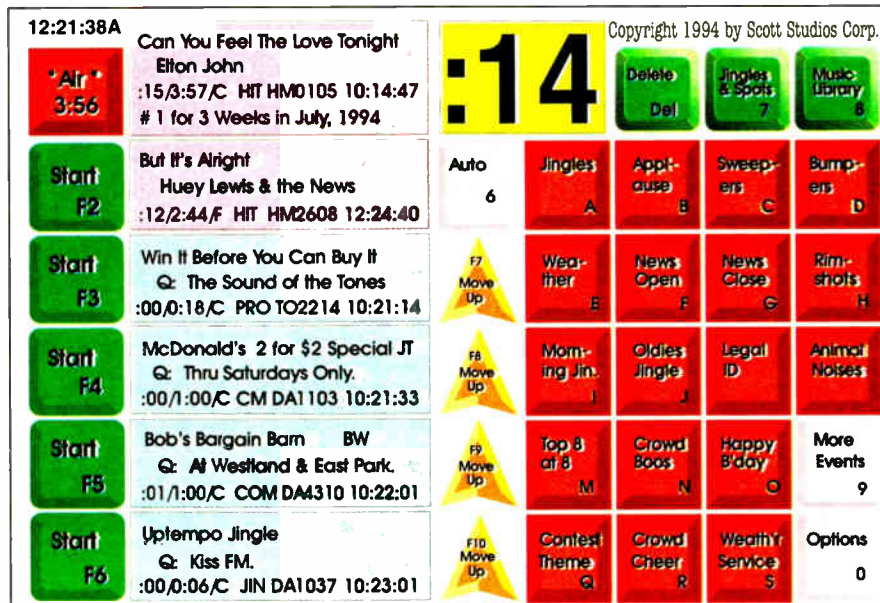 12:21:38A
"Air"
3:56
Can You Feel The Love Tonight
Elton John
:15/3:57/C HIT HM0105 10:14:47
# 1 for 3 Weeks in July, 1994
:14
Copyright 1994 by Scott Studios Corp.
Delete
Del
Jingles
& Spots
7
Music
Library
8
Start
F2
But It's Alright
Huey Lewis & the News
:12/2:44/F HIT HM2608 12:24:40
Auto
6
Jingles
A
Appl-
ause
B
Sweep-
ers
C
Bump-
ers
D
Start
F3
Win It Before You Can Buy It
Q: The Sound of the Tones
:00/0:18/C PRO TO2214 10:21:14
F7
Move
Up
Wea-
ther
E
News
Open
F
News
Close
G
Rim-
shots
H
Start
F4
McDonald's 2 for $2 Special JT
Q: Thru Saturdays Only.
:00/1:00/C CM DA1103 10:21:33
F8
Move
Up
Morn-
ing Jin.
I
Oldies
Jingle
J
Legal
ID
Animal
Noises
Start
F5
Bob's Bargain Barn BW
Q: At Westland & East Park.
:01/1:00/C COM DA4310 10:22:01
F9
Move
Up
Top 8
at 8
M
Crowd
Boos
N
Happy
B'day
O
More
Events
9
Start
F6
Uptempo Jingle
Q: Kiss FM.
:00/0:06/C JIN DA1037 10:23:01
F10
Move
Up
Contest
Theme
Q
Crowd
Cheer
R
Weath'r
Service
S
Options
0